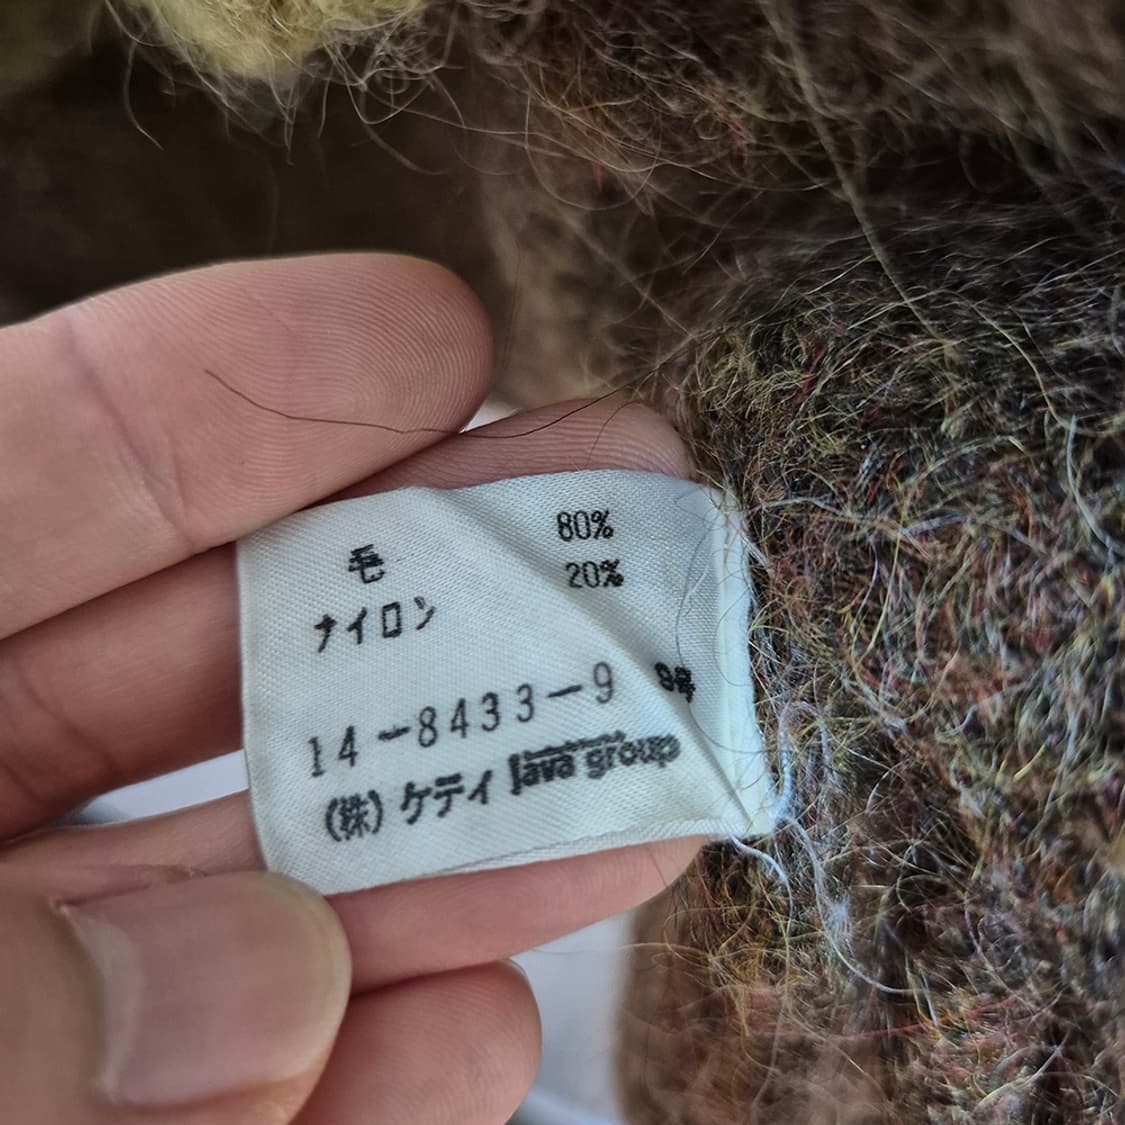 毛 80%
ナイロン 20%
14-8433-9 9号
(株) ケティ Java group